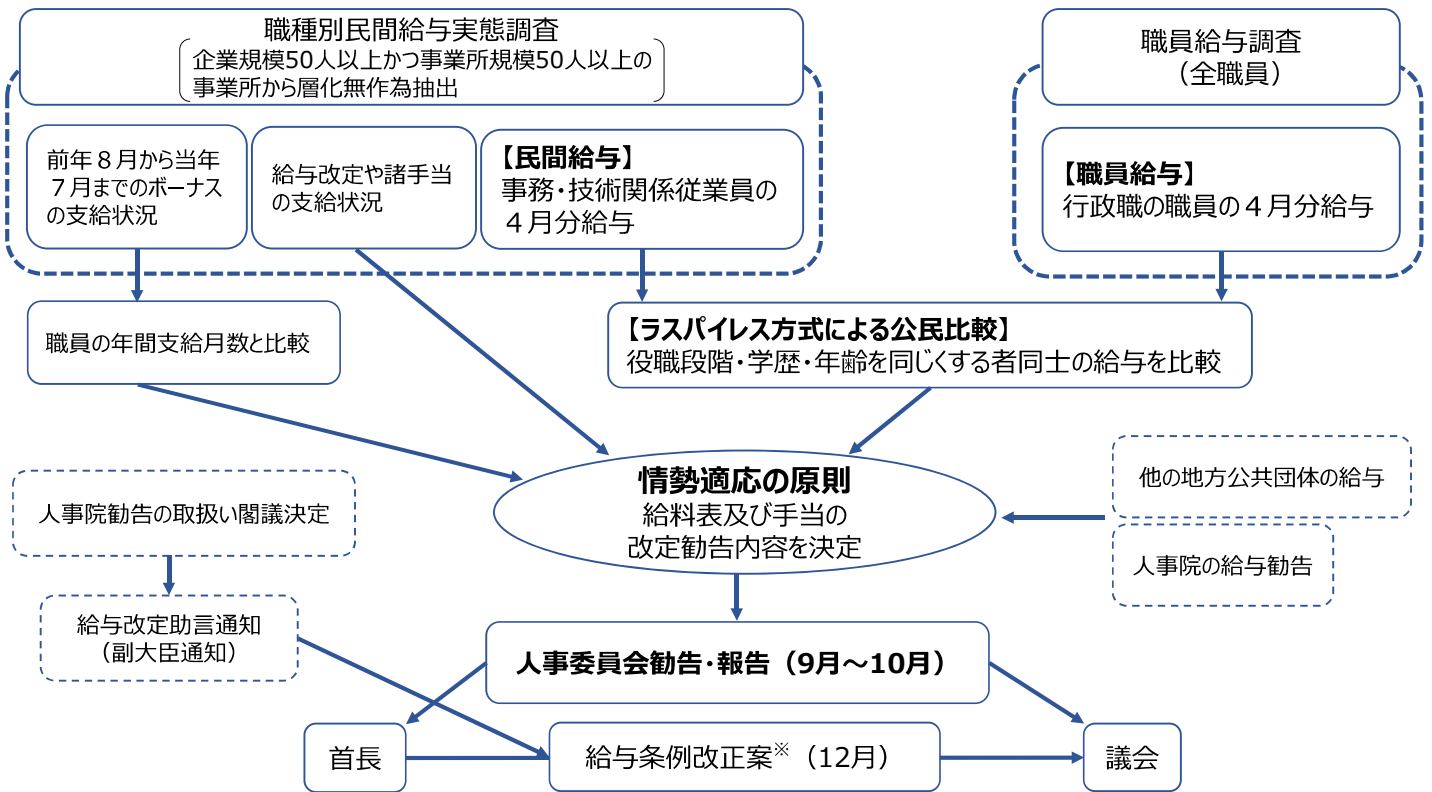 職種別民間給与実態調査
企業規模50人以上かつ事業所規模50人以上の
事業所から層化無作為抽出
職員給与調査
（全職員）
前年８月から当年
７月までのボーナス
の支給状況
給与改定や諸手当
の支給状況
【民間給与】
事務・技術関係従業員の
４月分給与
【職員給与】
行政職の職員の４月分給与
職員の年間支給月数と比較
【ラスパイレス方式による公民比較】
役職段階・学歴・年齢を同じくする者同士の給与を比較
情勢適応の原則
給料表及び手当の
改定勧告内容を決定
他の地方公共団体の給与
人事院の給与勧告
人事院勧告の取扱い閣議決定
給与改定助言通知
（副大臣通知）
人事委員会勧告・報告（9月～10月）
首長
給与条例改正案※（12月）
議会